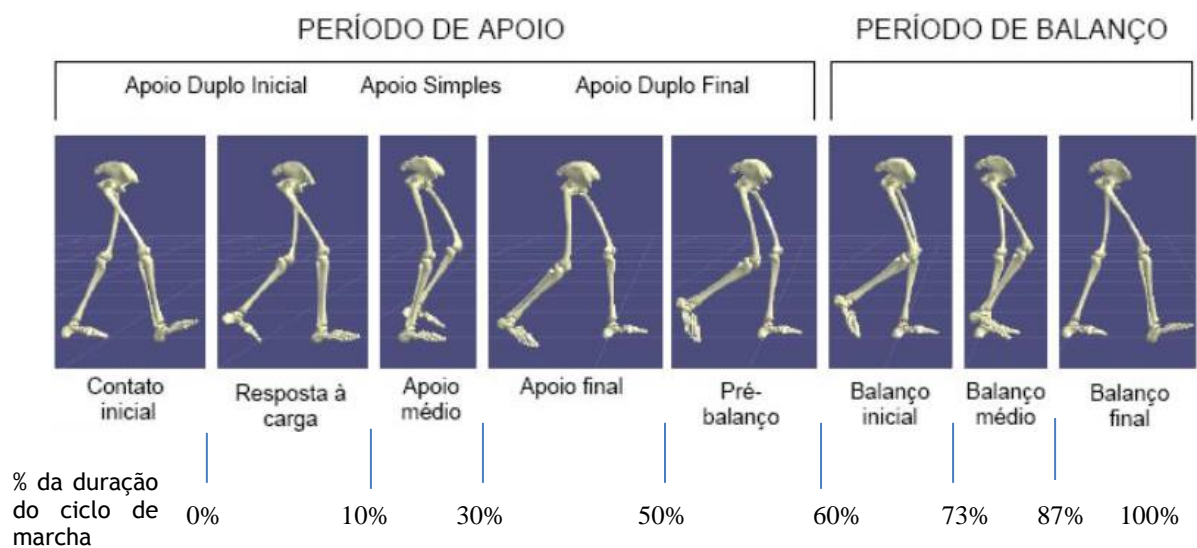 PERÍODO DE APOIO
PERÍODO DE BALANÇO
Apoio Duplo Inicial
Apoio Simples
Apoio Duplo Final
Contato
inicial
Resposta à
carga
Apoio
médio
Apoio final
Pré-
balanço
Balanço
inicial
Balanço
médio
Balanço
final
% da duração
do ciclo de
marcha
0%
10%
30%
50%
60%
73%
87%
100%